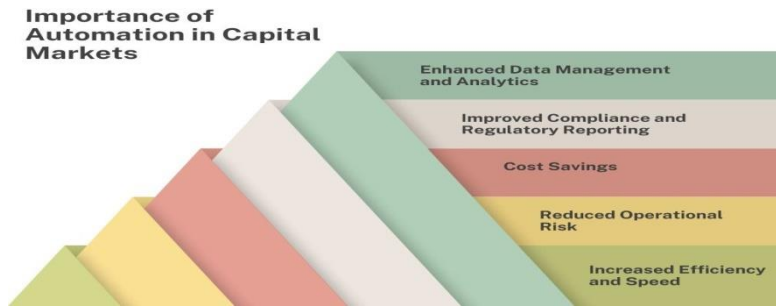 Importance of
Automation in Capital
Markets
Enhanced Data Management
and Analytics
Improved Compliance and
Regulatory Reporting
Cost Savings
Reduced Operational
Risk
Increased Efficiency
and Speed